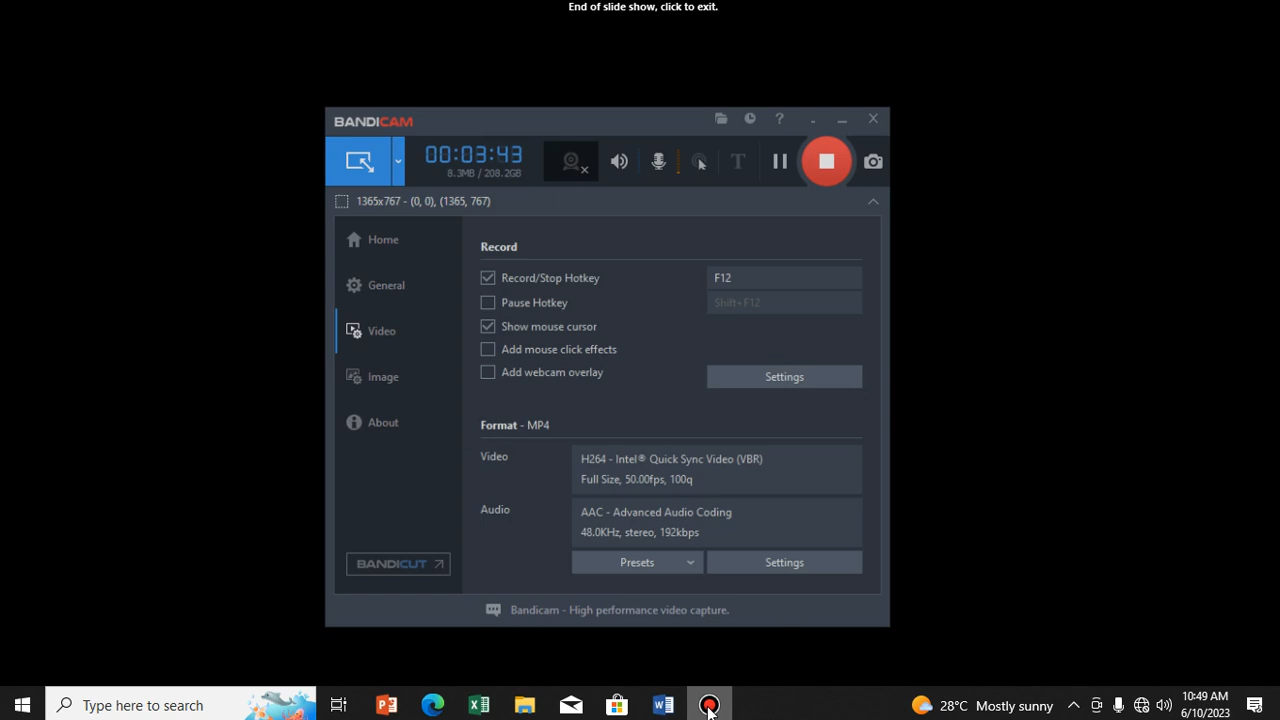 End of slide show, click to exit.
BANDICAM
?
00:03:43
8.3MB / 208.2GB
T
1365x767 - (0, 0), (1365, 767)
Home
General
Video
Image
About
BANDICUT
Record
Record/Stop Hotkey
F12
Pause Hotkey
Shift+F12
Show mouse cursor
Add mouse click effects
Add webcam overlay
Settings
Format - MP4
Video
H264 - Intel® Quick Sync Video (VBR)
Full Size, 50.00fps, 100q
Audio
AAC - Advanced Audio Coding
48.0KHz, stereo, 192kbps
Presets
Settings
Bandicam - High performance video capture.
Type here to search
28°C Mostly sunny
10:49 AM
6/10/2023